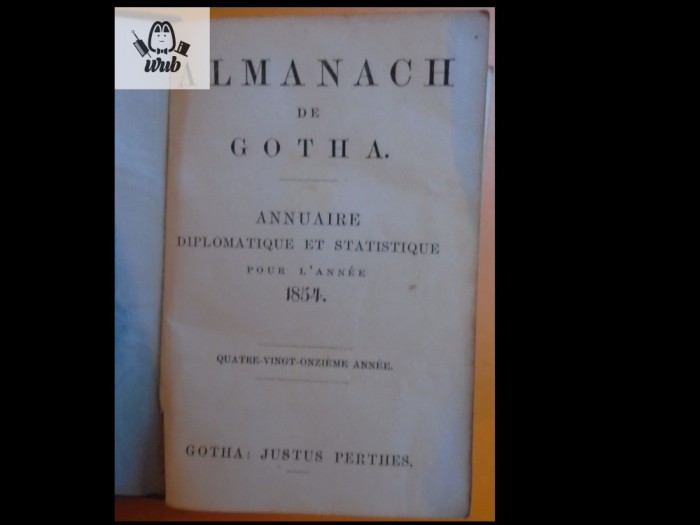 wub
ALMANACH
DE
GOTHA.
ANNUAIRE
DIPLOMATIQUE ET STATISTIQUE
POUR L'ANNÉE
1854.
QUATRE-VINGT-ONZIÈME ANNÉE.
GOTHA: JUSTUS PERTHES.